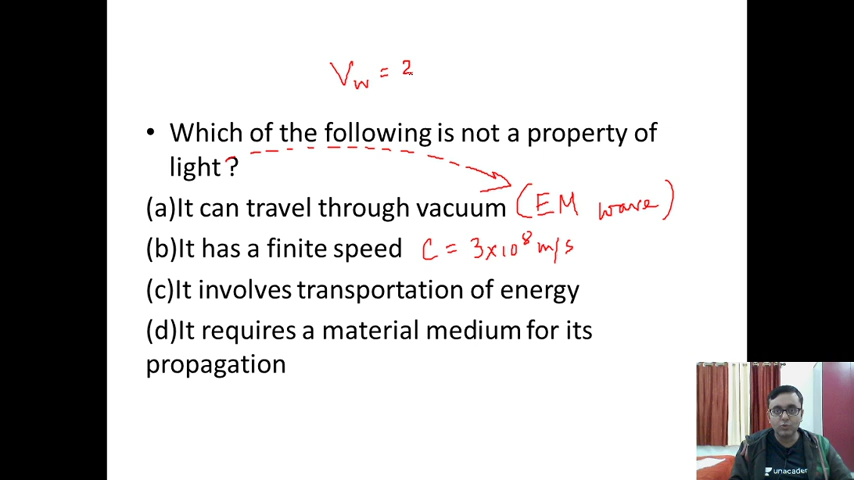 Vw = 2
• Which of the following is not a property of
light?
(a)It can travel through vacuum (EM wave)
(b)It has a finite speed C = 3x10⁸ m/s
(c)It involves transportation of energy
(d)It requires a material medium for its
propagation
unacade